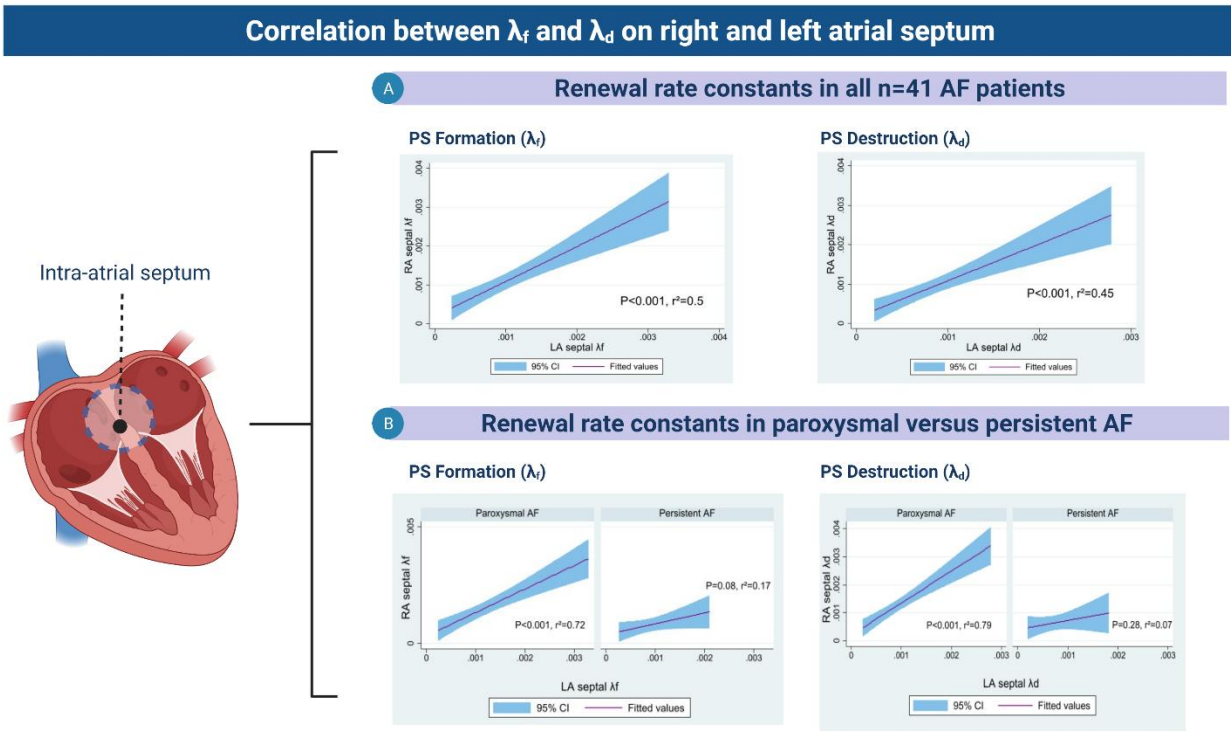 Correlation between λf and λd on right and left atrial septum
A
Renewal rate constants in all n=41 AF patients
PS Formation (λf)
PS Destruction (λd)
RA septal λf
0
.001
.002
.003
.004
P<0.001, r²=0.5
0
.001
.002
.003
.004
LA septal λf
95% CI
Fitted values
RA septal λd
0
.001
.002
.003
.004
P<0.001, r²=0.45
0
.001
.002
.003
LA septal λd
95% CI
Fitted values
Intra-atrial septum
B
Renewal rate constants in paroxysmal versus persistent AF
PS Formation (λf)
PS Destruction (λd)
Paroxysmal AF
Persistent AF
RA septal λf
0
.005
P<0.001, r²=0.72
P=0.08, r²=0.17
0
.001
.002
.003
0
.001
.002
.003
LA septal λf
95% CI
Fitted values
Paroxysmal AF
Persistent AF
RA septal λd
0
.001
.002
.003
.004
P<0.001, r²=0.79
P=0.28, r²=0.07
0
.001
.002
.003
0
.001
.002
.003
LA septal λd
95% CI
Fitted values